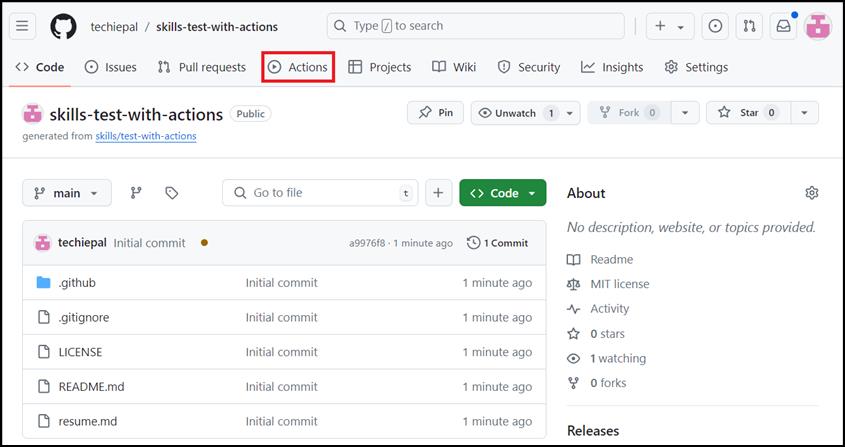 techiepal / skills-test-with-actions
Type / to search
Code Issues Pull requests Actions Projects Wiki Security Insights Settings
skills-test-with-actions Public
generated from skills/test-with-actions
Pin Unwatch 1 Fork 0 Star 0
main Go to file t Code
techiepal Initial commit a9976f8 · 1 minute ago 1 Commit
.github Initial commit 1 minute ago
.gitignore Initial commit 1 minute ago
LICENSE Initial commit 1 minute ago
README.md Initial commit 1 minute ago
resume.md Initial commit 1 minute ago
About
No description, website, or topics provided.
Readme
MIT license
Activity
0 stars
1 watching
0 forks
Releases